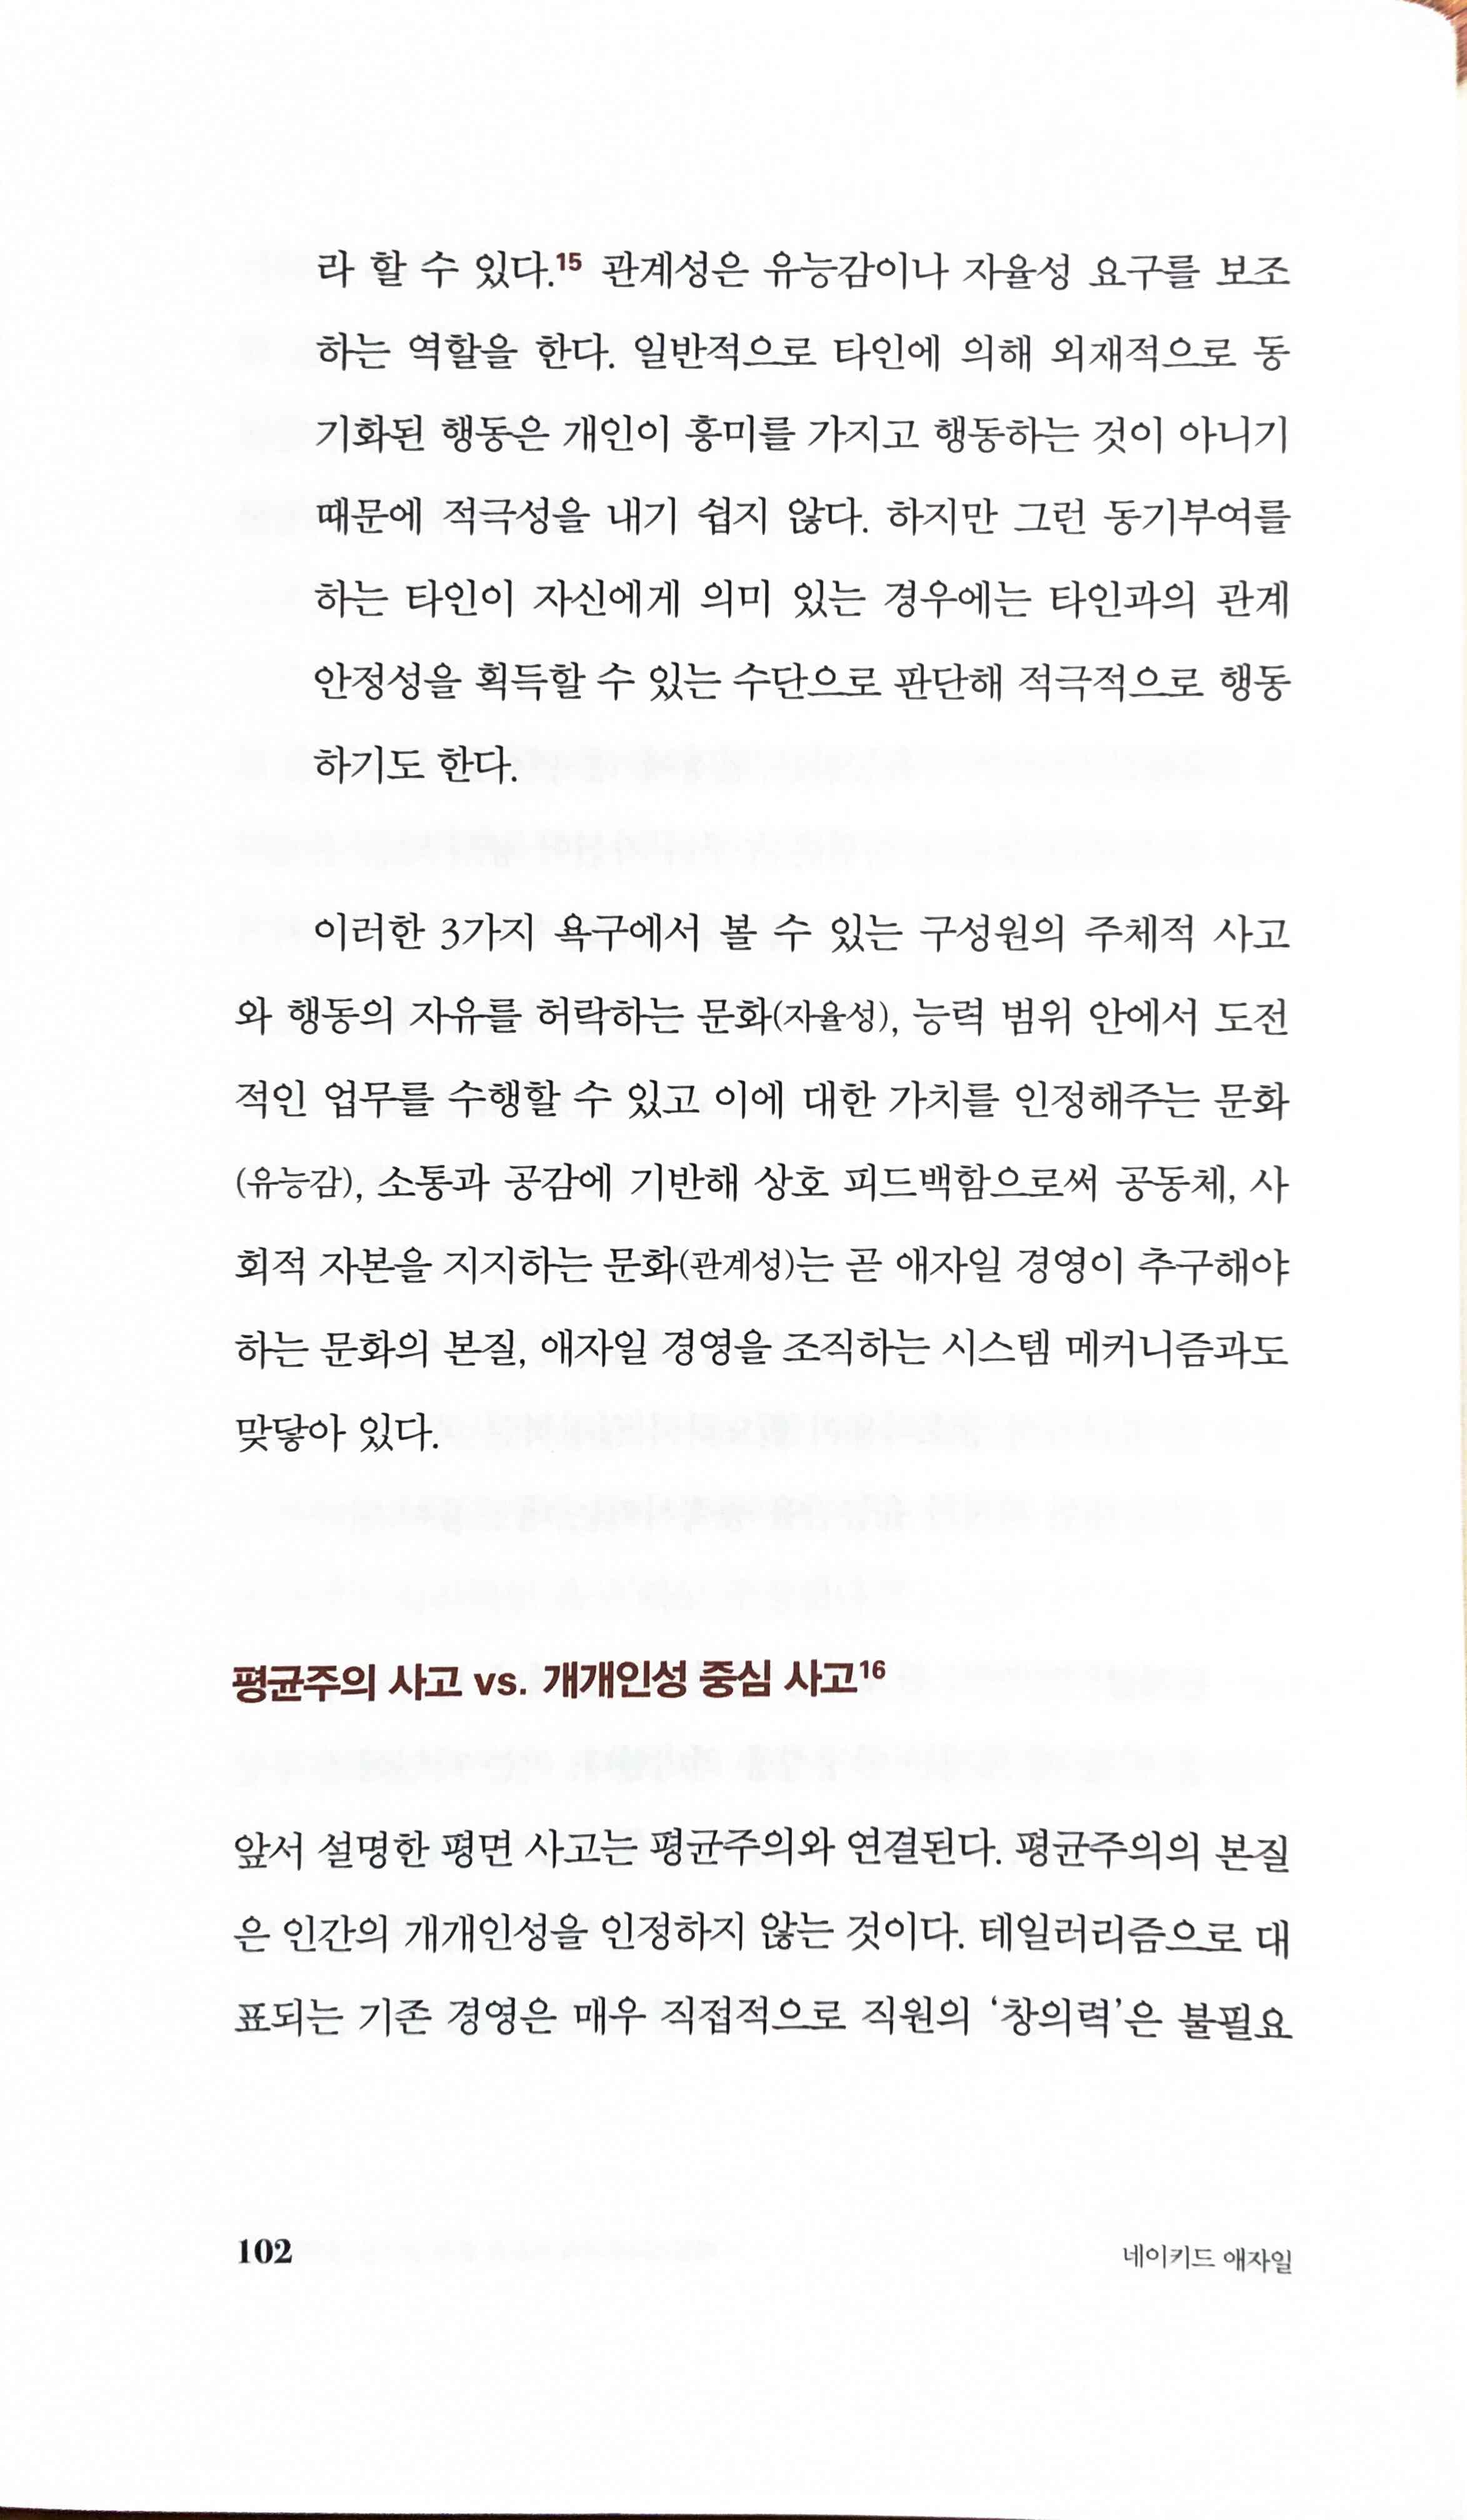 라 할 수 있다.15 관계성은 유능감이나 자율성 요구를 보조
하는 역할을 한다. 일반적으로 타인에 의해 외재적으로 동
기화된 행동은 개인이 흥미를 가지고 행동하는 것이 아니기
때문에 적극성을 내기 쉽지 않다. 하지만 그런 동기부여를
하는 타인이 자신에게 의미 있는 경우에는 타인과의 관계
안정성을 획득할 수 있는 수단으로 판단해 적극적으로 행동
하기도 한다.
이러한 3가지 욕구에서 볼 수 있는 구성원의 주체적 사고
와 행동의 자유를 허락하는 문화(자율성), 능력 범위 안에서 도전
적인 업무를 수행할 수 있고 이에 대한 가치를 인정해주는 문화
(유능감), 소통과 공감에 기반해 상호 피드백함으로써 공동체, 사
회적 자본을 지지하는 문화(관계성)는 곧 애자일 경영이 추구해야
하는 문화의 본질, 애자일 경영을 조직하는 시스템 메커니즘과도
맞닿아 있다.
평균주의 사고 vs. 개개인성 중심 사고16
앞서 설명한 평면 사고는 평균주의와 연결된다. 평균주의의 본질
은 인간의 개개인성을 인정하지 않는 것이다. 테일러리즘으로 대
표되는 기존 경영은 매우 직접적으로 직원의 ‘창의력’은 불필요
102
네이키드 애자일